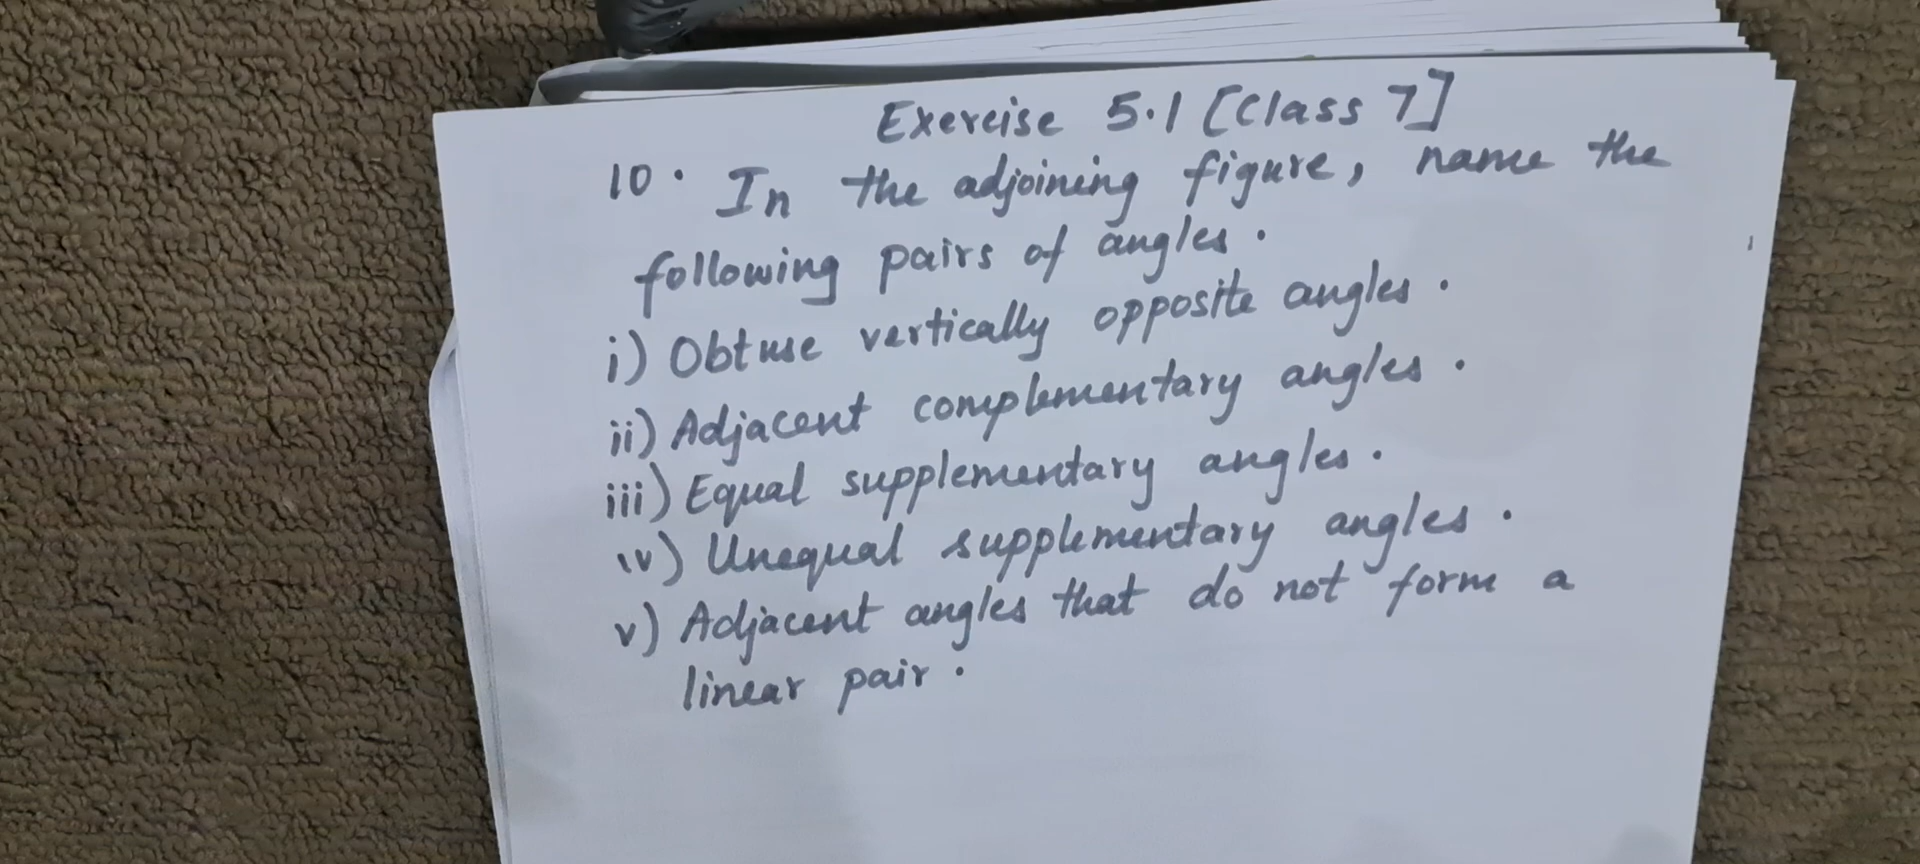 Exercise 5.1 [Class 7]
10. In the adjoining figure, name the
following pairs of angles.
i) Obtuse vertically opposite angles.
ii) Adjacent complementary angles.
iii) Equal supplementary angles.
iv) Unequal supplementary angles.
v) Adjacent angles that do not form a
linear pair.